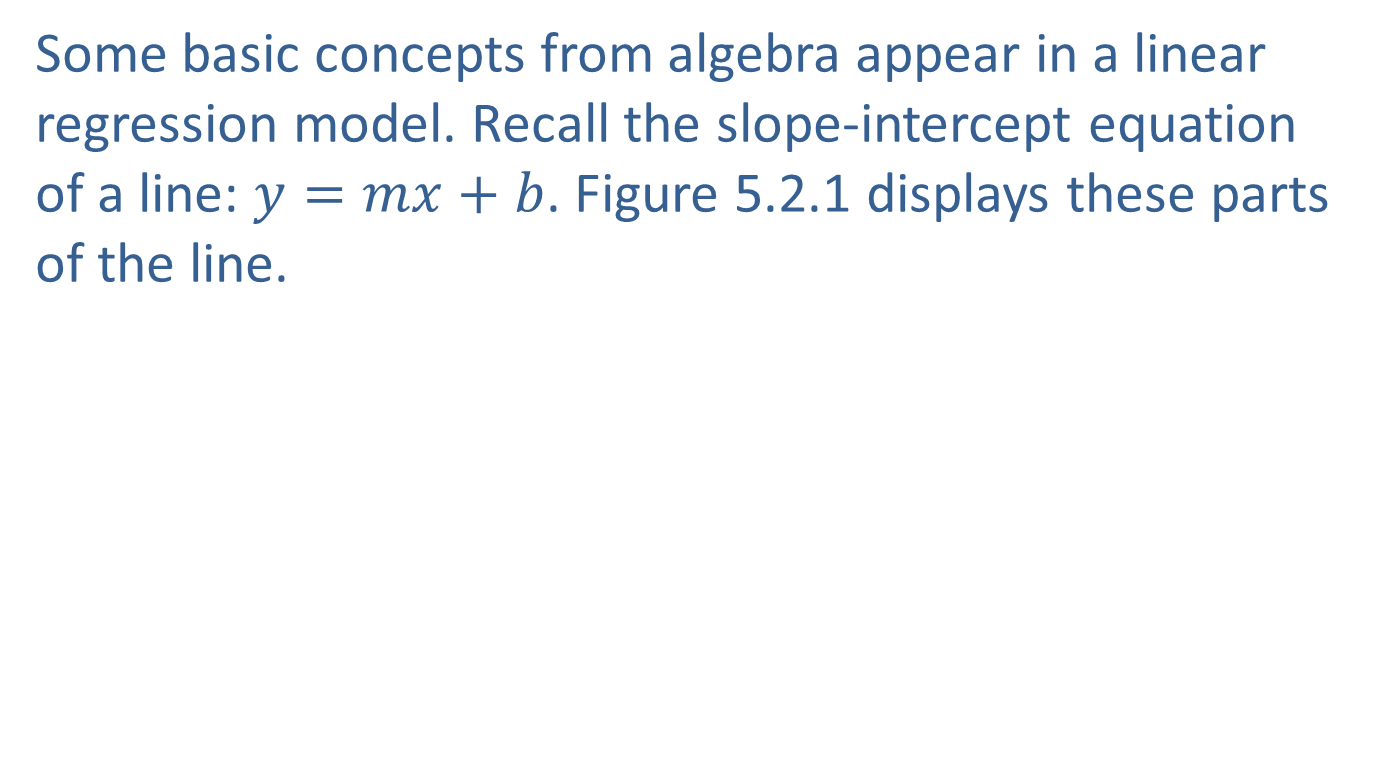 Some basic concepts from algebra appear in a linear
regression model. Recall the slope-intercept equation
of a line: y = mx + b. Figure 5.2.1 displays these parts
of the line.